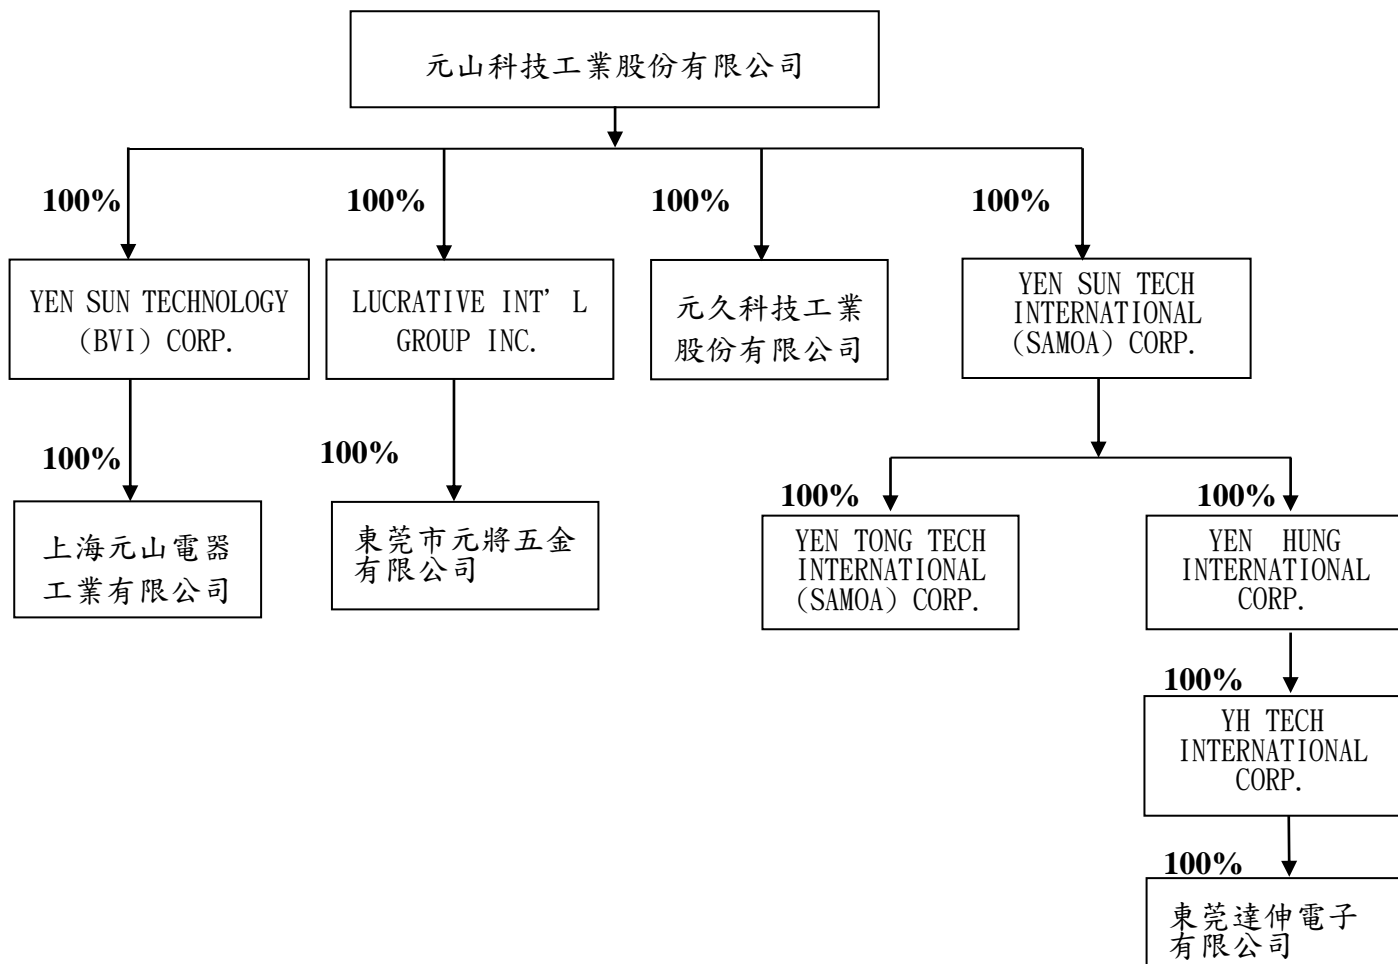 元山科技工業股份有限公司
100%
100%
100%
100%
YEN SUN TECHNOLOGY
(BVI) CORP.
LUCRATIVE INT' L
GROUP INC.
元久科技工業
股份有限公司
YEN SUN TECH
INTERNATIONAL
(SAMOA) CORP.
100%
100%
100%
100%
上海元山電器
工業有限公司
東莞市元將五金
有限公司
YEN TONG TECH
INTERNATIONAL
(SAMOA) CORP.
YEN HUNG
INTERNATIONAL
CORP.
100%
YH TECH
INTERNATIONAL
CORP.
100%
東莞達伸電子
有限公司